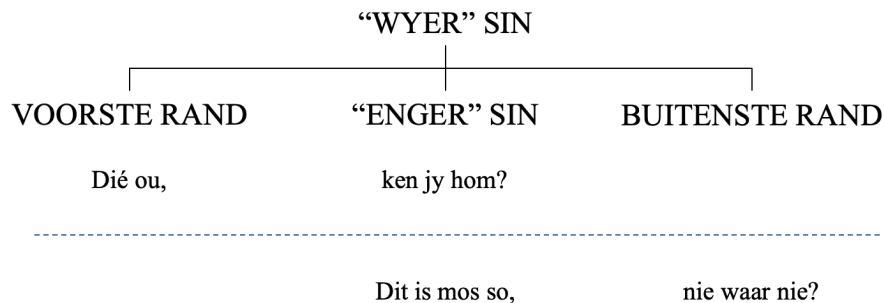 “WYER” SIN
VOORSTE RAND “ENGER” SIN BUITENSTE RAND
Dié ou, ken jy hom?
Dit is mos so, nie waar nie?